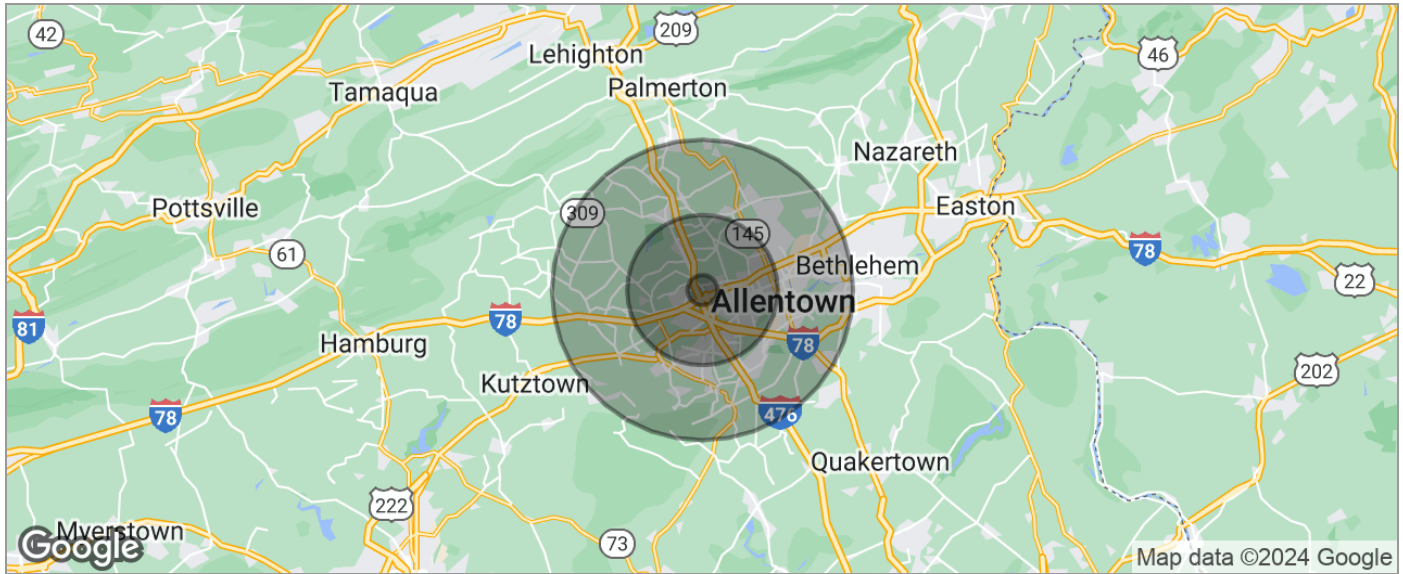 42
209
46
Lehighton
Tamaqua
Palmerton
Nazareth
Pottsville
309
Easton
145
61
78
Bethlehem
22
Allentown
81
78
78
Hamburg
202
Kutztown
78
476
Quakertown
222
Myerstown
73
Google
Map data ©2024 Google